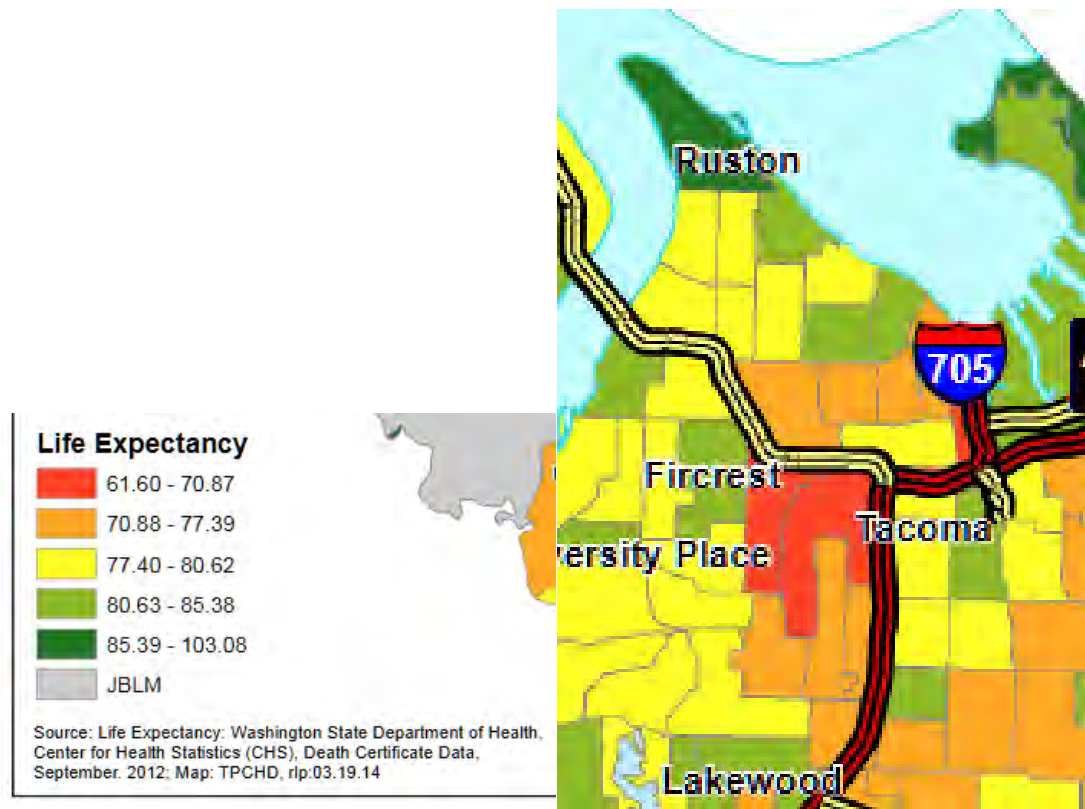 Life Expectancy
61.60 - 70.87
70.88 - 77.39
77.40 - 80.62
80.63 - 85.38
85.39 - 103.08
JBLM
Source: Life Expectancy: Washington State Department of Health,
Center for Health Statistics (CHS), Death Certificate Data,
September. 2012; Map: TPCHD, rlp:03.19.14
Ruston
705
Fircrest
Tacoma
versity Place
Lakewood